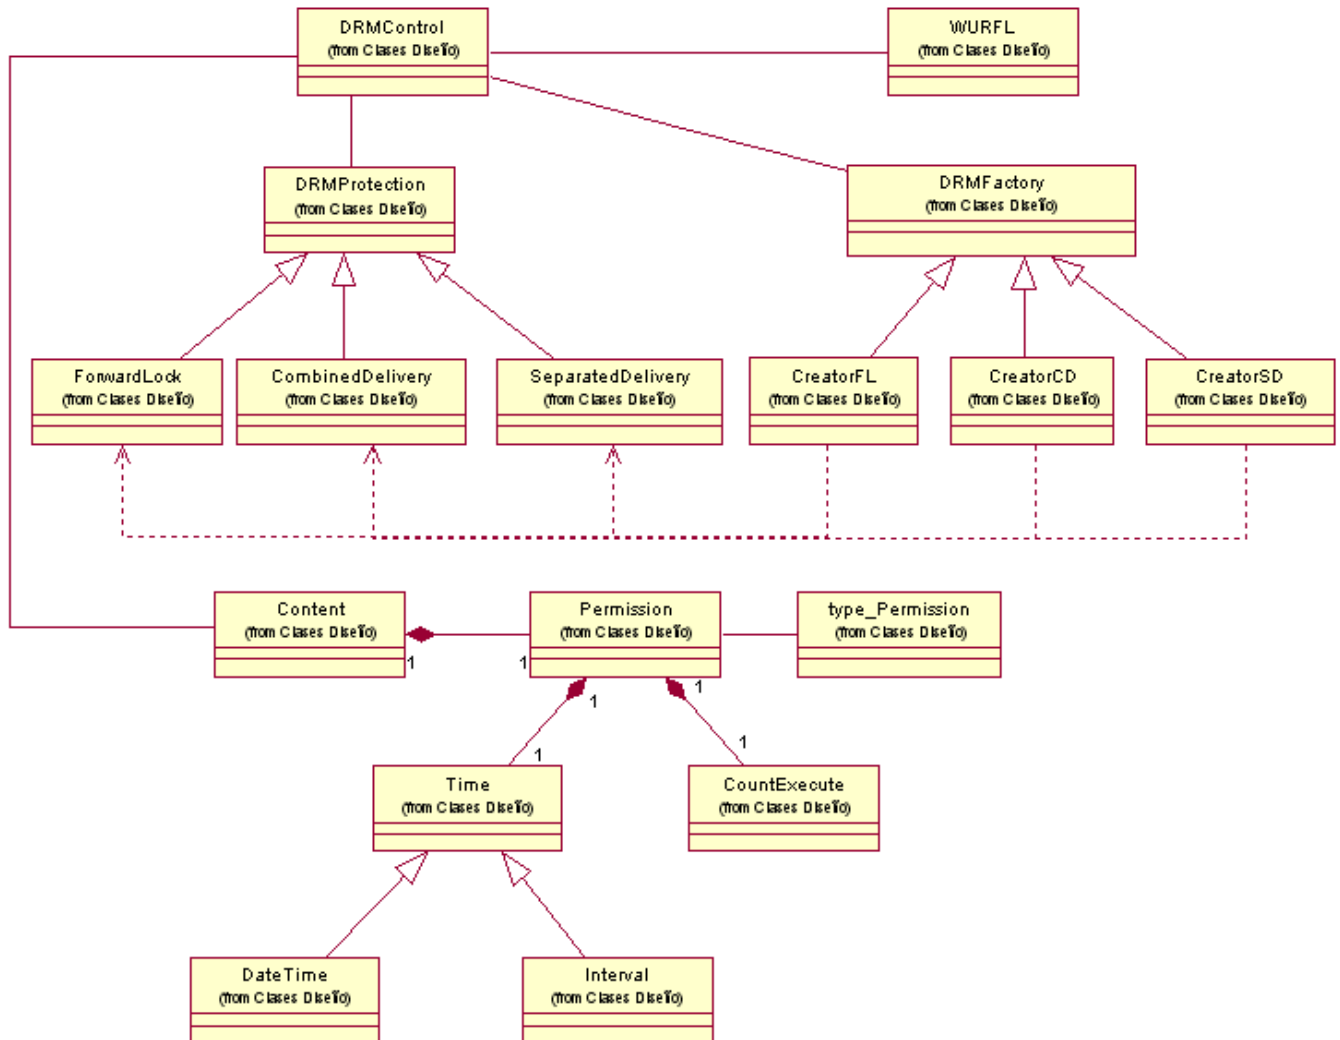 DRMControl
(from Clases Diseño)
WURFL
(from Clases Diseño)
DRMProtection
(from Clases Diseño)
DRMFactory
(from Clases Diseño)
ForwardLock
(from Clases Diseño)
CombinedDelivery
(from Clases Diseño)
SeparatedDelivery
(from Clases Diseño)
CreatorFL
(from Clases Diseño)
CreatorCD
(from Clases Diseño)
CreatorSD
(from Clases Diseño)
Content
(from Clases Diseño)
1
1
Permission
(from Clases Diseño)
type_Permission
(from Clases Diseño)
1
1
1
1
Time
(from Clases Diseño)
CountExecute
(from Clases Diseño)
DateTime
(from Clases Diseño)
Interval
(from Clases Diseño)